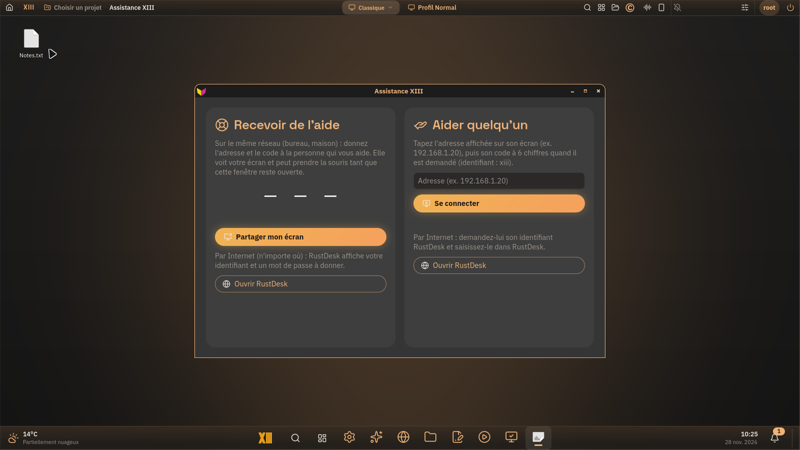 XIII
Choisir un projet
Assistance XIII
Classique
Profil Normal
root
Notes.txt
Assistance XIII
Recevoir de l'aide
Sur le même réseau (bureau, maison) : donnez
l'adresse et le code à la personne qui vous aide. Elle
voit votre écran et peut prendre la souris tant que
cette fenêtre reste ouverte.
— — —
Partager mon écran
Par Internet (n'importe où) : RustDesk affiche votre
identifiant et un mot de passe à donner.
Ouvrir RustDesk
Aider quelqu'un
Tapez l'adresse affichée sur son écran (ex.
192.168.1.20), puis son code à 6 chiffres quand il
est demandé (identifiant : xiii).
Adresse (ex. 192.168.1.20)
Se connecter
Par Internet : demandez-lui son identifiant
RustDesk et saisissez-le dans RustDesk.
Ouvrir RustDesk
14°C
Partiellement nuageux
XIII
10:25
28 nov. 2026
1